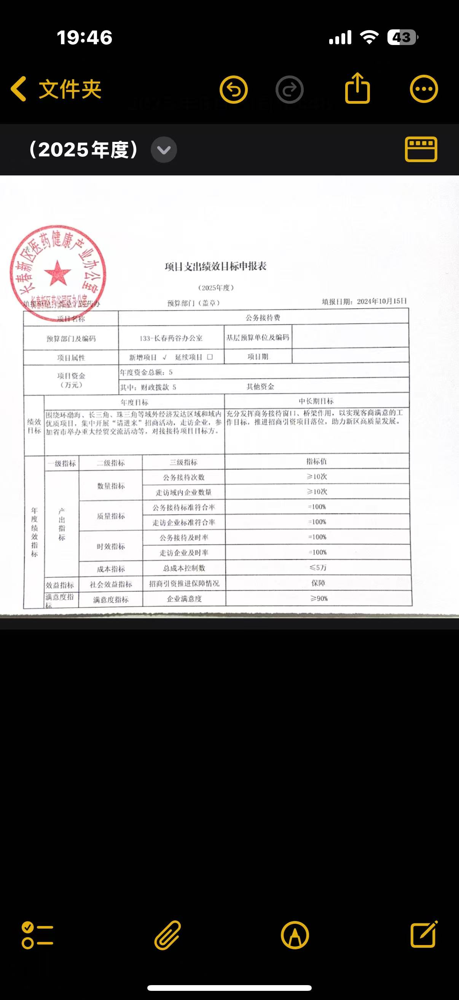 19:46
43
文件夹
（2025年度）
长春新区医药健康产业办公室
长春新区药谷园区办公室
项目支出绩效目标申报表
（2025年度）
预算部门（盖章） 填报日期：2024年10月15日
项目名称 公务接待费
预算部门及编码 133-长春药谷办公室 基层预算单位及编码
项目属性 新增项目 √ 延续项目 □ 项目期
项目资金
（万元）
年度资金总额：5
其中：财政拨款 5 其他资金
绩效
目标
年度目标 中长期目标
围绕环渤海、长三角、珠三角等域外经济发达区域和域内
优质项目，集中开展“请进来”招商活动，走访企业，参
加省市举办重大经贸交流活动等，对接接待项目目标方。
充分发挥商务接待窗口、桥梁作用，以实现客商满意的工
作目标，推进招商引资项目落位，助力新区高质量发展。
年度绩效指标
一级指标 二级指标 三级指标 指标值
产出指标
数量指标 公务接待次数 ≥10次
走访域内企业数量 ≥10次
质量指标 公务接待标准符合率 =100%
走访企业标准符合率 =100%
时效指标 公务接待及时率 =100%
走访企业及时率 =100%
成本指标 总成本控制数 ≤5万
效益指标 社会效益指标 招商引资推进保障情况 保障
满意度指
标
满意度指标 企业满意度 ≥90%